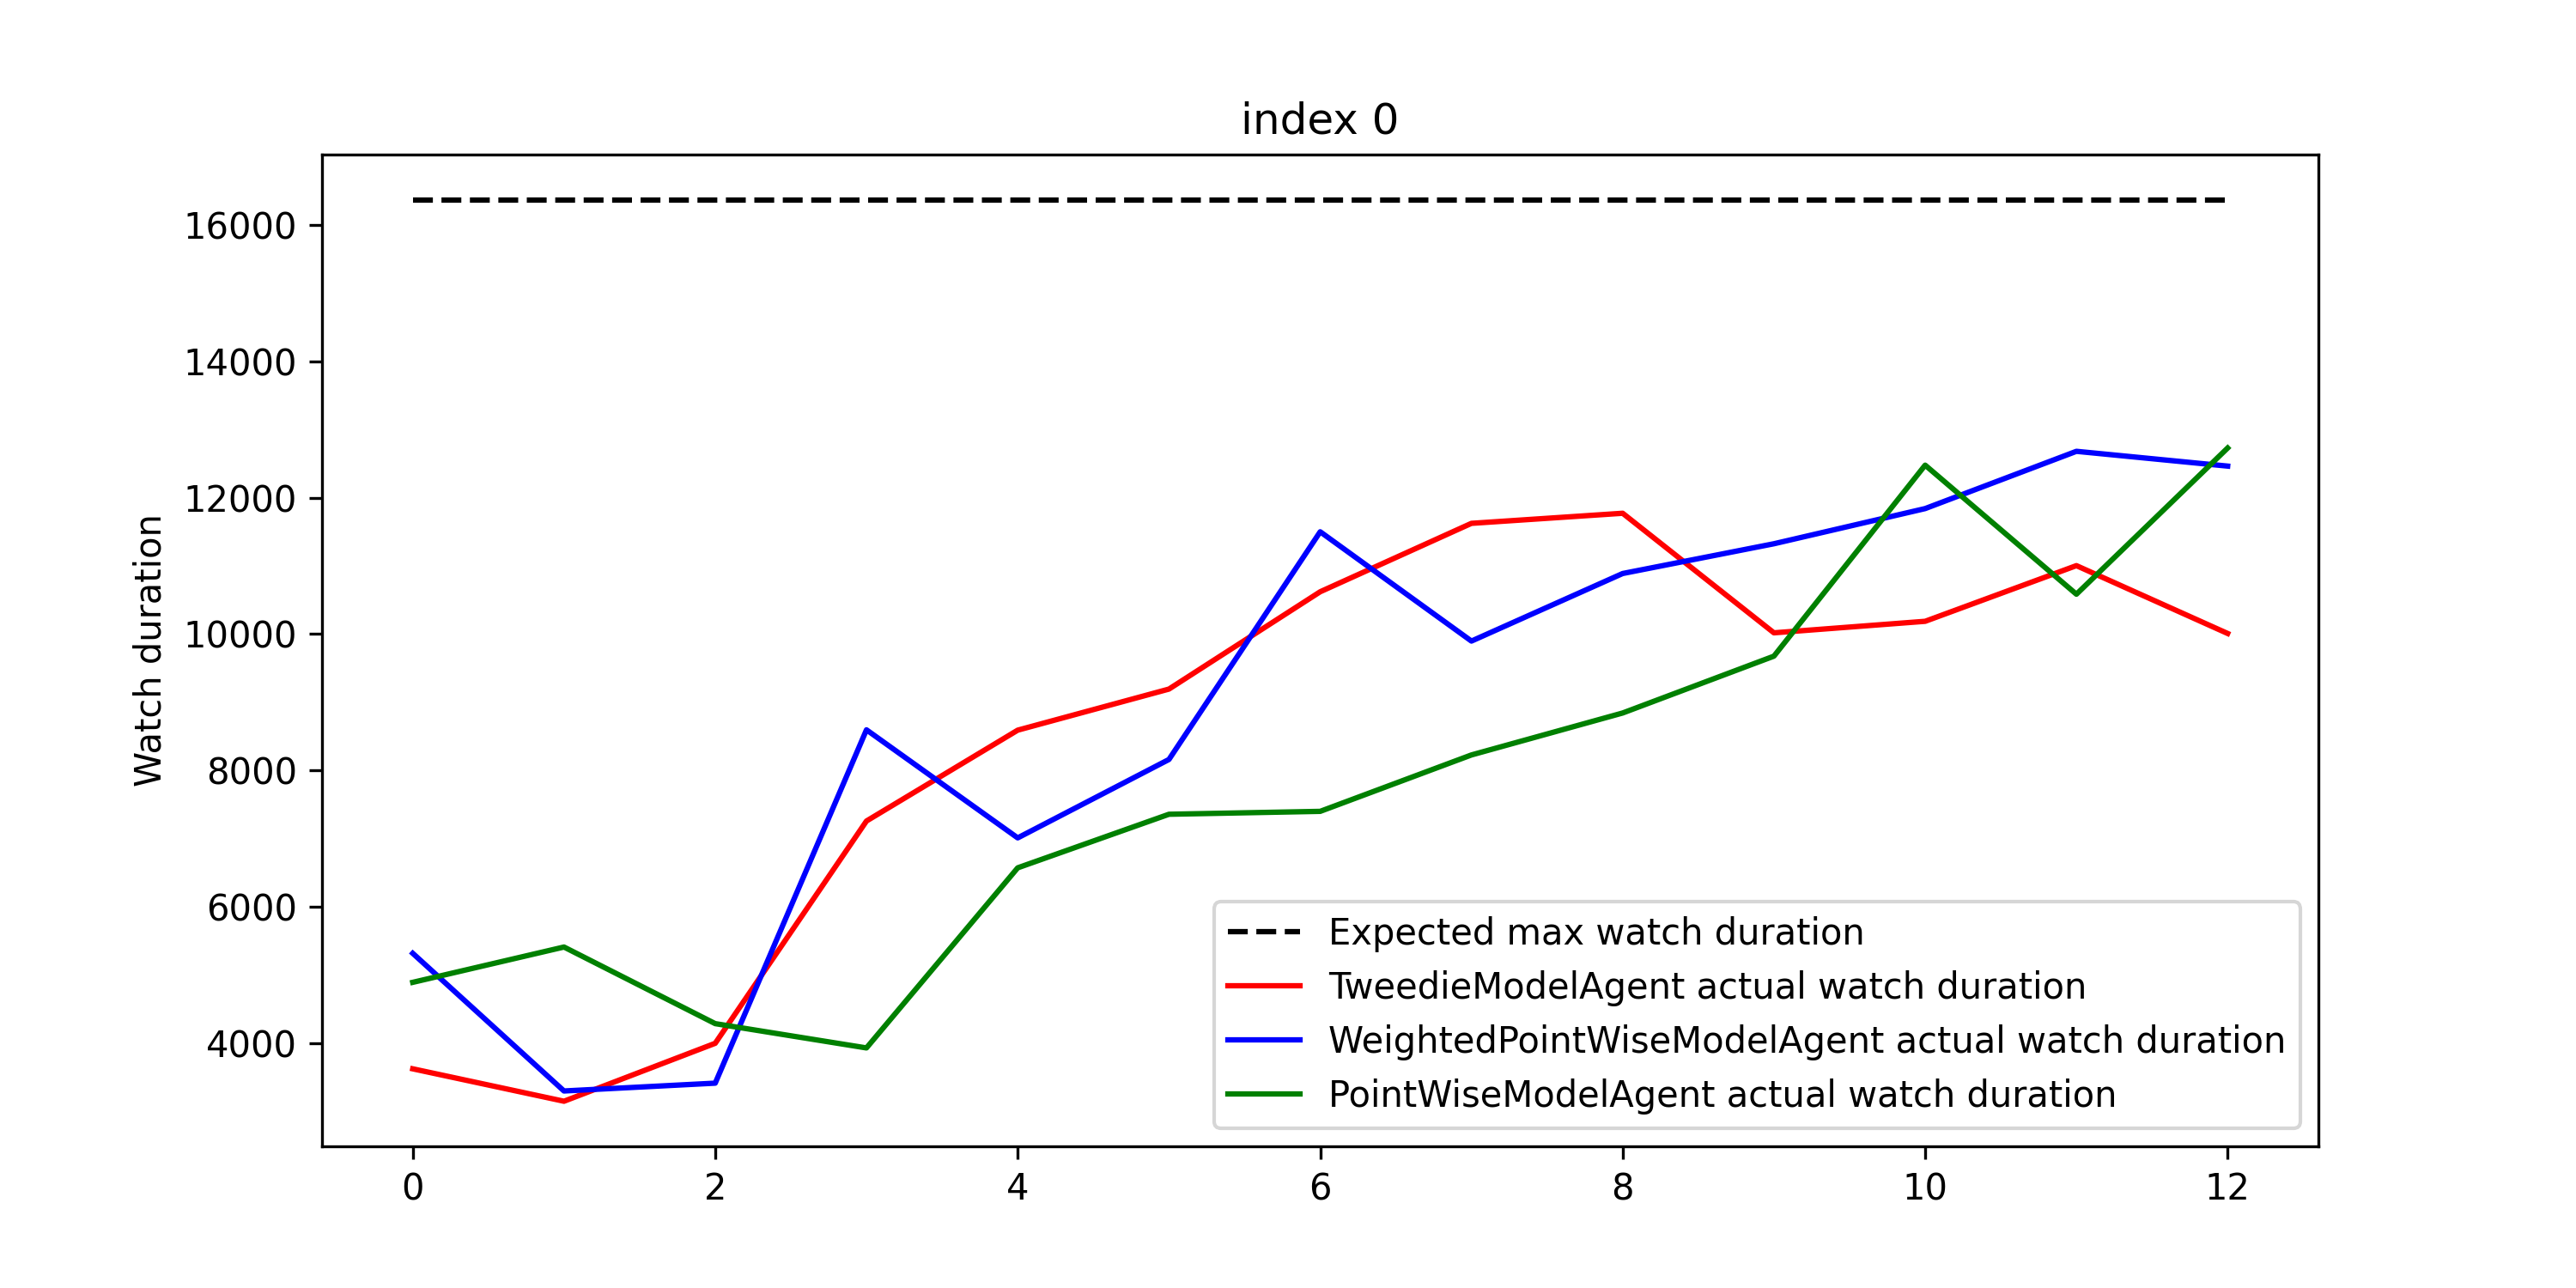 index 0
Watch duration
16000
14000
12000
10000
8000
6000
4000
0 2 4 6 8 10 12
Expected max watch duration
TweedieModelAgent actual watch duration
WeightedPointWiseModelAgent actual watch duration
PointWiseModelAgent actual watch duration